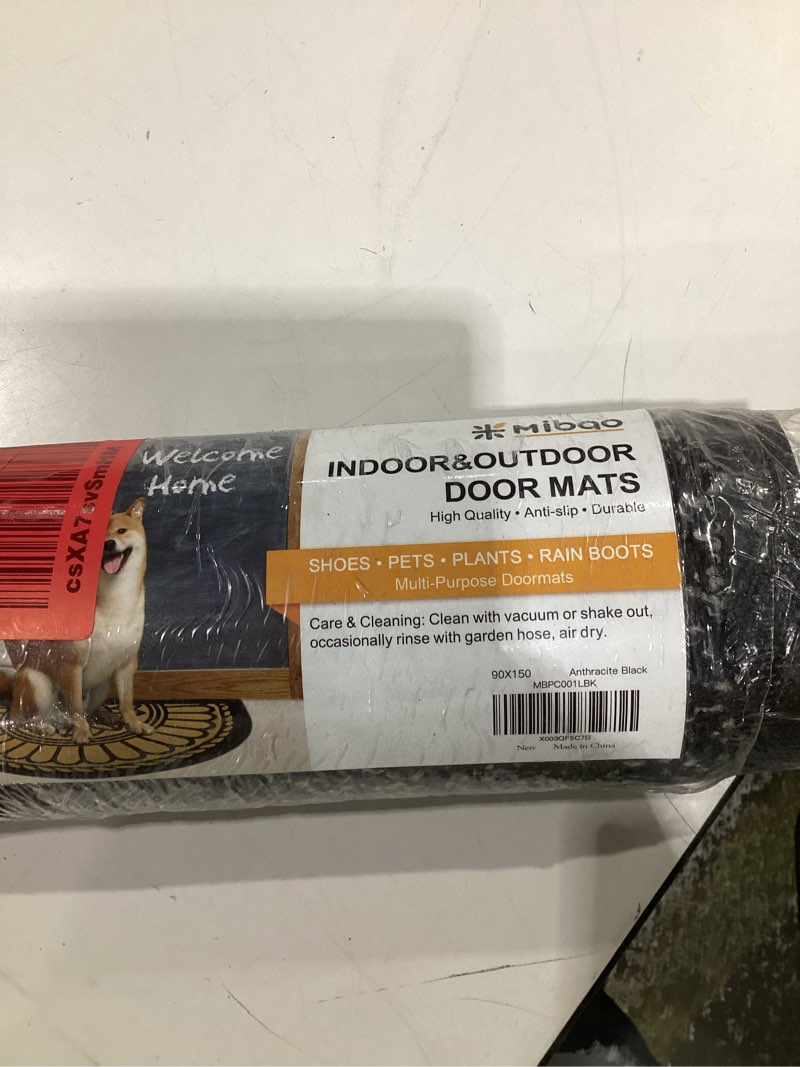 Mibao
INDOOR&OUTDOOR
DOOR MATS
High Quality • Anti-slip • Durable
SHOES • PETS • PLANTS • RAIN BOOTS
Multi-Purpose Doormats
Care & Cleaning: Clean with vacuum or shake out,
occasionally rinse with garden hose, air dry.
90X150 Anthracite Black
MBPC001LBK
New Made in China
Welcome
Home